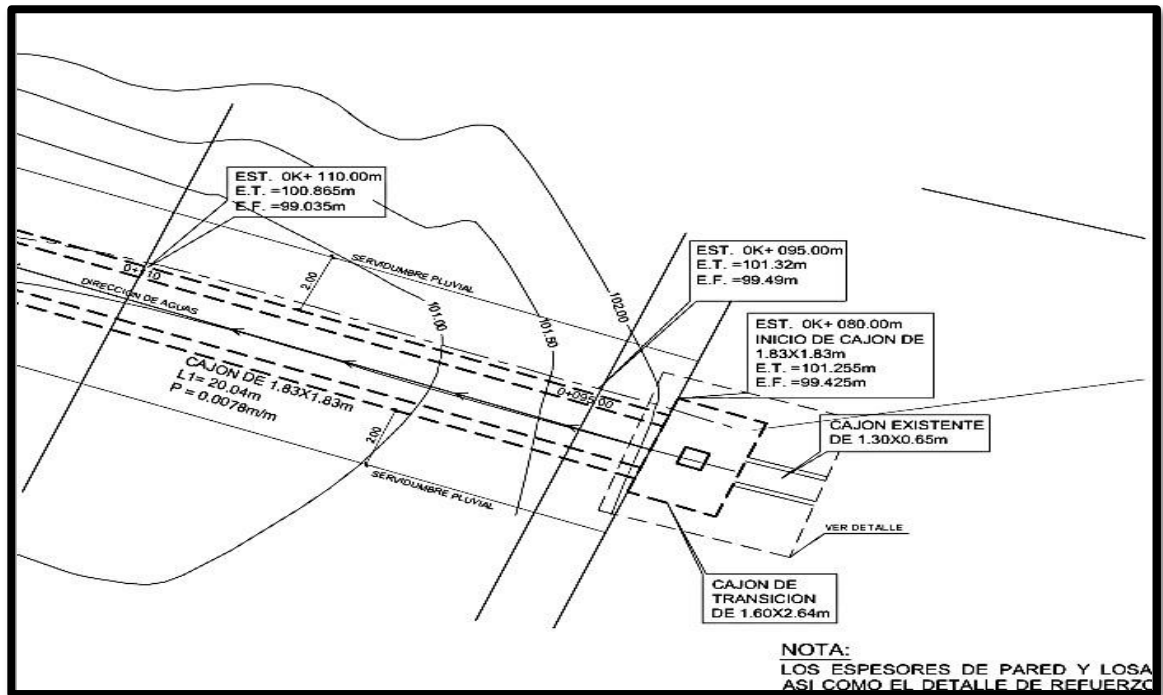 EST. 0K+ 110.00m
E.T. =100.865m
E.F. =99.035m
SERVIDUMBRE PLUVIAL
EST. 0K+ 095.00m
E.T. =101.32m
E.F. =99.49m
0+110
2.00
DIRECCION DE AGUAS
101.00
101.50
102.00
EST. 0K+ 080.00m
INICIO DE CAJON DE
1.83X1.83m
E.T. =101.255m
E.F. =99.425m
CAJON DE 1.83X1.83m
L1= 20.04m
P = 0.0078m/m
0+095.00
2.00
CAJON EXISTENTE
DE 1.30X0.65m
SERVIDUMBRE PLUVIAL
VER DETALLE
CAJON DE
TRANSICION
DE 1.60X2.64m
NOTA:
LOS ESPESORES DE PARED Y LOSA
ASI COMO EL DETALLE DE REFUERZO